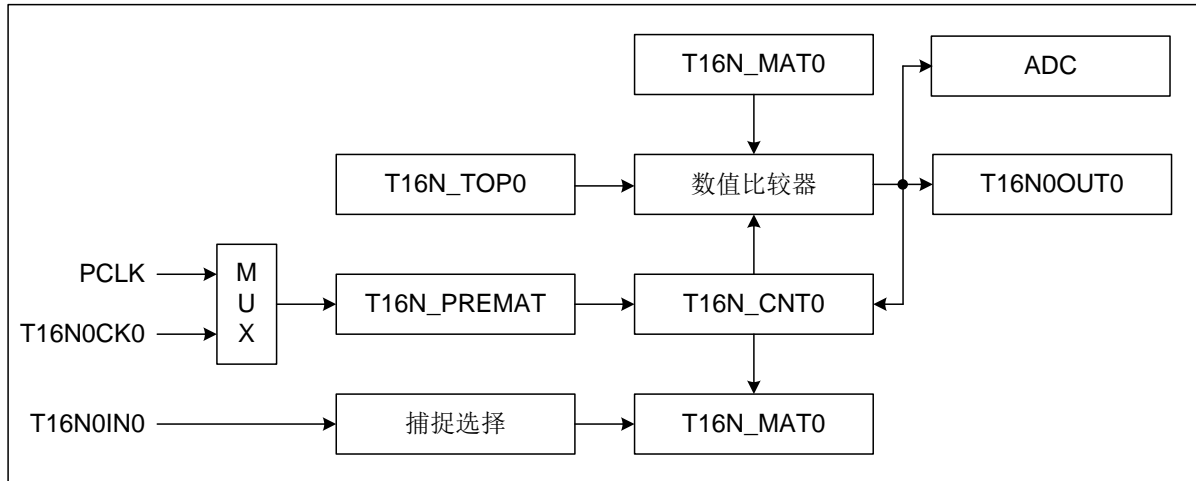 T16N_MAT0
ADC
T16N_TOP0
数值比较器
T16N0OUT0
PCLK
M
U
X
T16N_PREMAT
T16N_CNT0
T16N0CK0
T16N0IN0
捕捉选择
T16N_MAT0